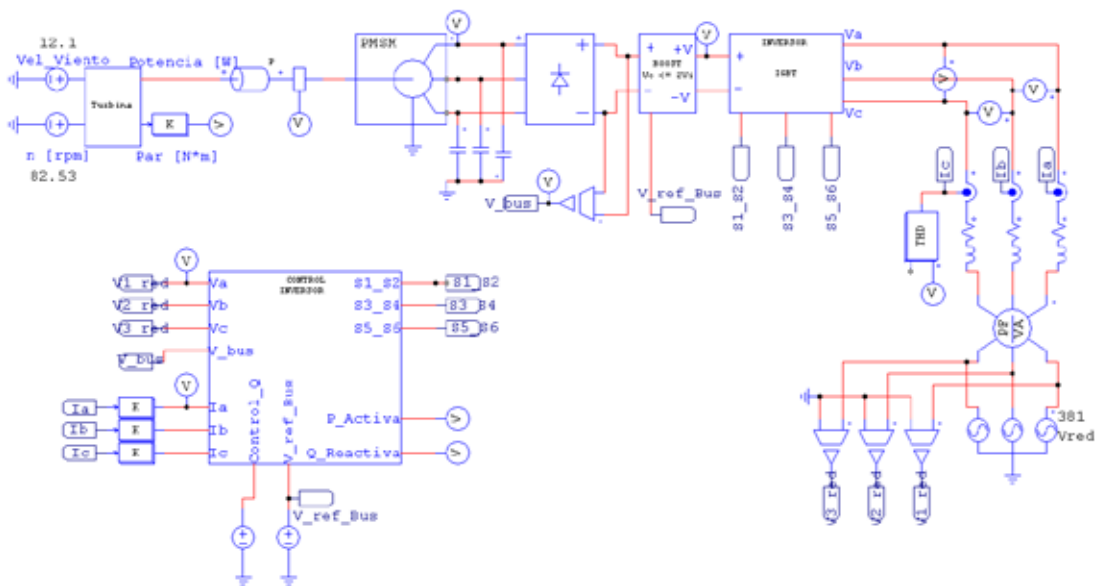 12.1
Vel_Viento
Potencia [W]
Turbina
K
V
n [rpm]
Par [N*m]
82.53
P
V
PMSM
V
V_bus
V
+
-
BOOST
+
+V
-
-V
V
V_ref_Bus
INVERSOR
IGBT
+
-
Va
Vb
Vc
V
V
V
S1_S2
S3_S4
S5_S6
Ic
Ib
Ia
THD
V
PF
VA
381
Vred
V3_red
V2_red
V1_red
CONTROL
INVERSOR
V
V1_red
V2_red
V3_red
V_bus
Va
Vb
Vc
V_bus
V
Ia
Ib
Ic
K
K
K
Ia
Ib
Ic
Control_Q
V_ref_Bus
S1_S2
S3_S4
S5_S6
S1_S2
S3_S4
S5_S6
P_Activa
V
Q_Reactiva
V
V_ref_Bus